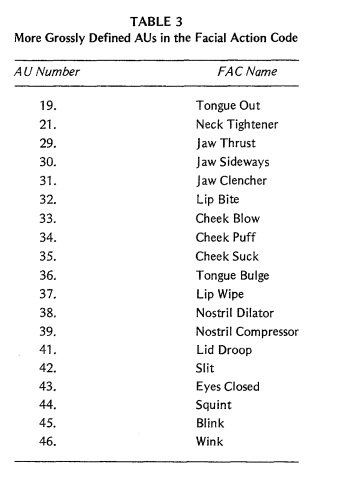 TABLE 3
More Grossly Defined AUs in the Facial Action Code
AU Number FAC Name
19. Tongue Out
21. Neck Tightener
29. Jaw Thrust
30. Jaw Sideways
31. Jaw Clencher
32. Lip Bite
33. Cheek Blow
34. Cheek Puff
35. Cheek Suck
36. Tongue Bulge
37. Lip Wipe
38. Nostril Dilator
39. Nostril Compressor
41. Lid Droop
42. Slit
43. Eyes Closed
44. Squint
45. Blink
46. Wink